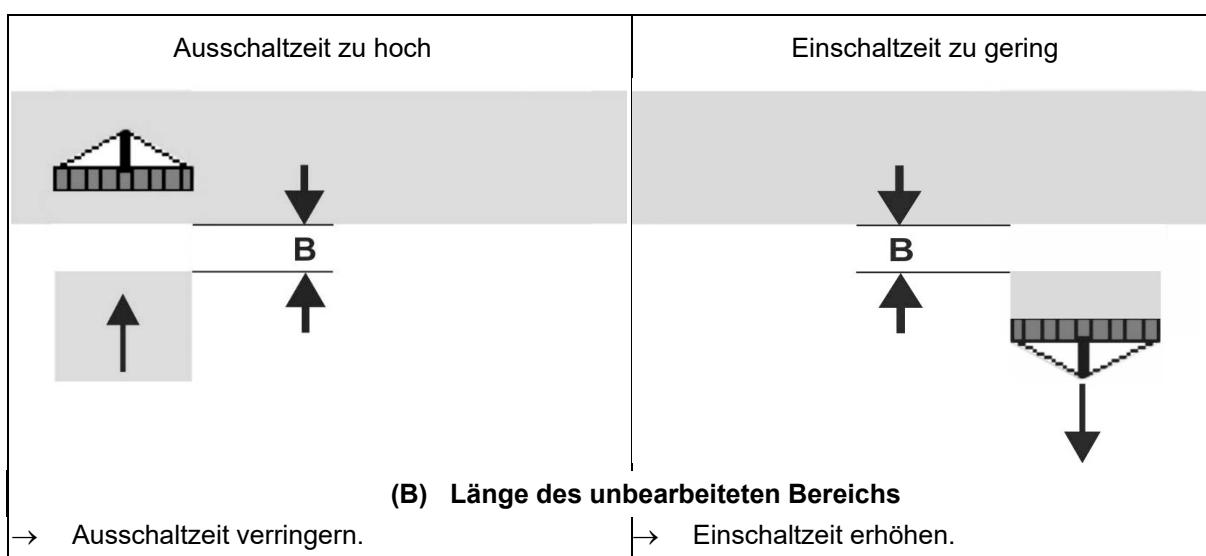 Ausschaltzeit zu hoch
Einschaltzeit zu gering
B
B
(B) Länge des unbearbeiteten Bereichs
→ Ausschaltzeit verringern.
→ Einschaltzeit erhöhen.